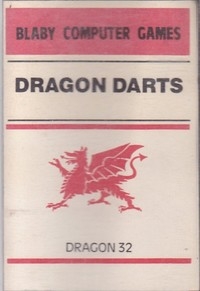 BLABY COMPUTER GAMES
DRAGON DARTS
DRAGON 32